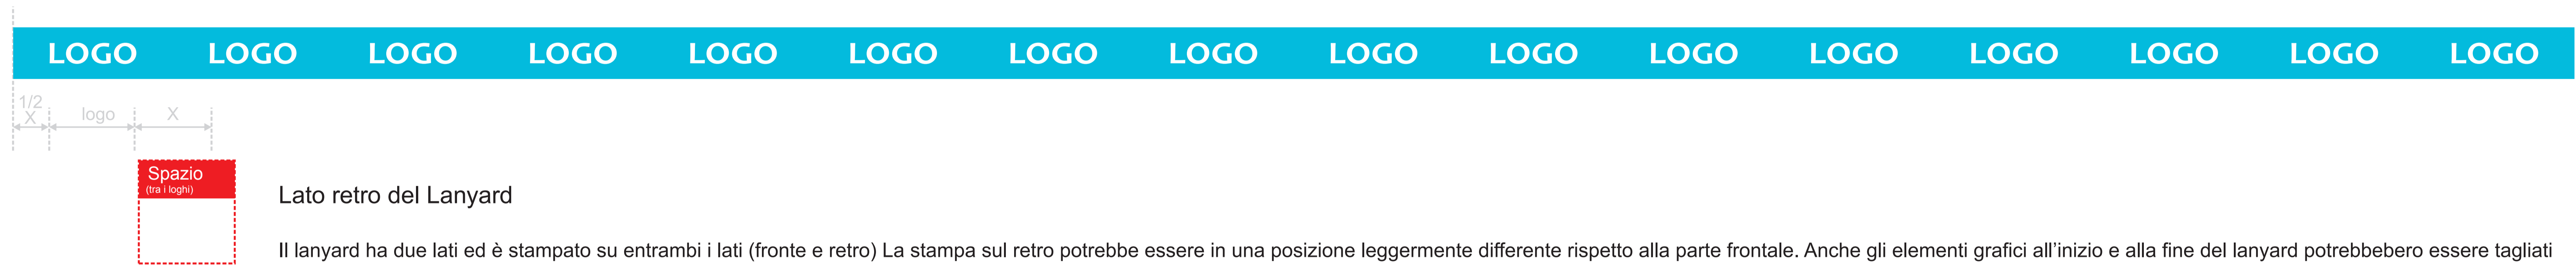 LOGO LOGO LOGO LOGO LOGO LOGO LOGO LOGO LOGO LOGO LOGO LOGO LOGO LOGO LOGO LOGO
1/2
X logo X
Spazio
(tra i loghi)
Lato retro del Lanyard
Il lanyard ha due lati ed è stampato su entrambi i lati (fronte e retro) La stampa sul retro potrebbe essere in una posizione leggermente differente rispetto alla parte frontale. Anche gli elementi grafici all’inizio e alla fine del lanyard potrebbebero essere tagliati